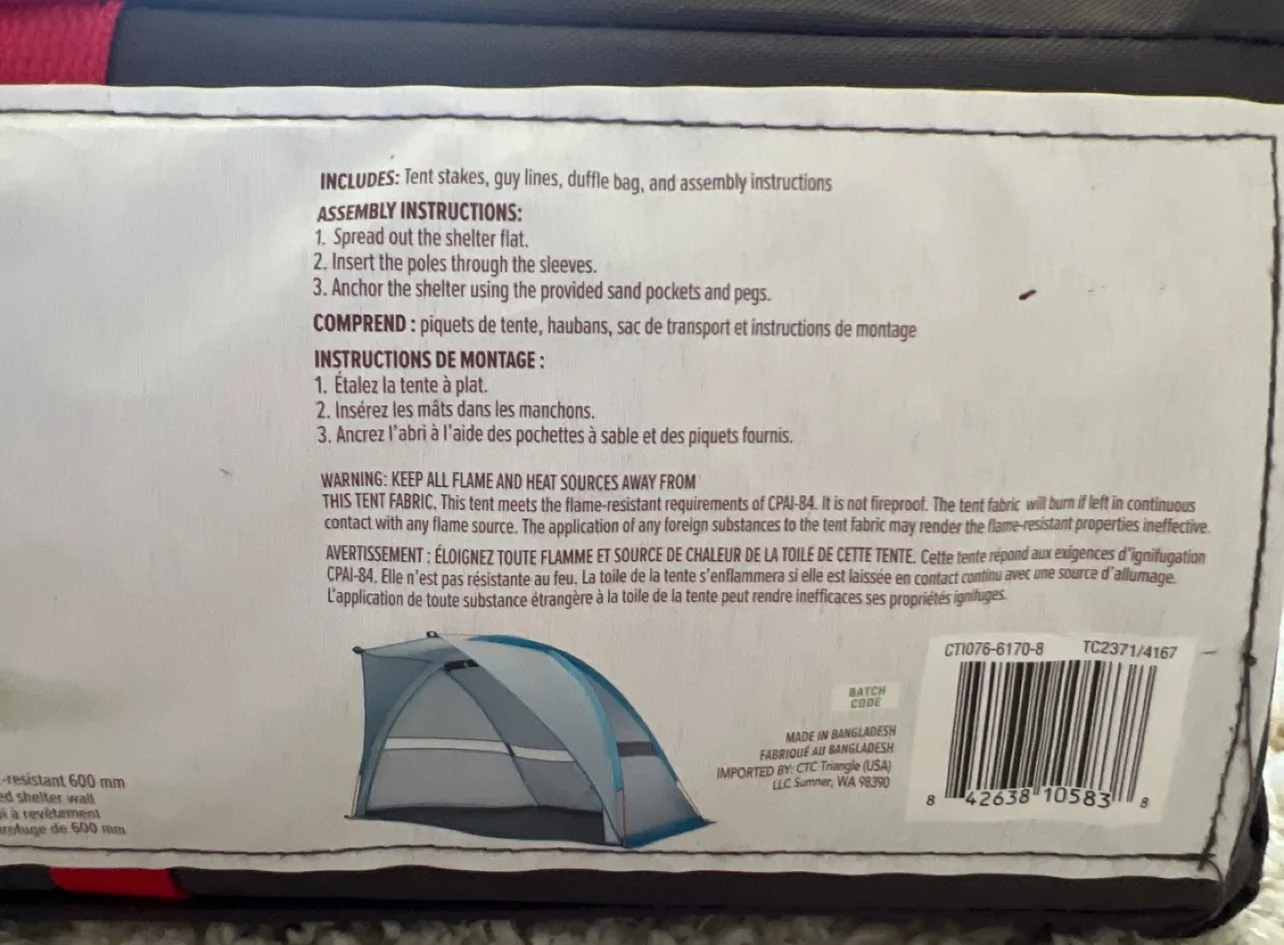 INCLUDES: Tent stakes, guy lines, duffle bag, and assembly instructions
ASSEMBLY INSTRUCTIONS:
1. Spread out the shelter flat.
2. Insert the poles through the sleeves.
3. Anchor the shelter using the provided sand pockets and pegs.
COMPREND : piquets de tente, haubans, sac de transport et instructions de montage
INSTRUCTIONS DE MONTAGE :
1. Étalez la tente à plat.
2. Insérez les mâts dans les manchons.
3. Ancrez l'abri à l'aide des pochettes à sable et des piquets fournis.
WARNING: KEEP ALL FLAME AND HEAT SOURCES AWAY FROM
THIS TENT FABRIC. This tent meets the flame-resistant requirements of CPAI-84. It is not fireproof. The tent fabric will burn if left in continuous
contact with any flame source. The application of any foreign substances to the tent fabric may render the flame-resistant properties ineffective.
AVERTISSEMENT : ÉLOIGNEZ TOUTE FLAMME ET SOURCE DE CHALEUR DE LA TOILE DE CETTE TENTE. Cette tente répond aux exigences d'ignifugation
CPAI-84. Elle n'est pas résistante au feu. La toile de la tente s'enflammera si elle est laissée en contact continu avec une source d'allumage.
L'application de toute substance étrangère à la toile de la tente peut rendre inefficaces ses propriétés ignifuges.
-resistant 600 mm
shelter wall
à revêtement
de 600 mm
BATCH
CODE
MADE IN BANGLADESH
FABRIQUÉ AU BANGLADESH
IMPORTED BY: CTC Triangle (USA)
LLC Sumner, WA 98390
CTI076-6170-8 TC2371/4167
8 42638 10583 8